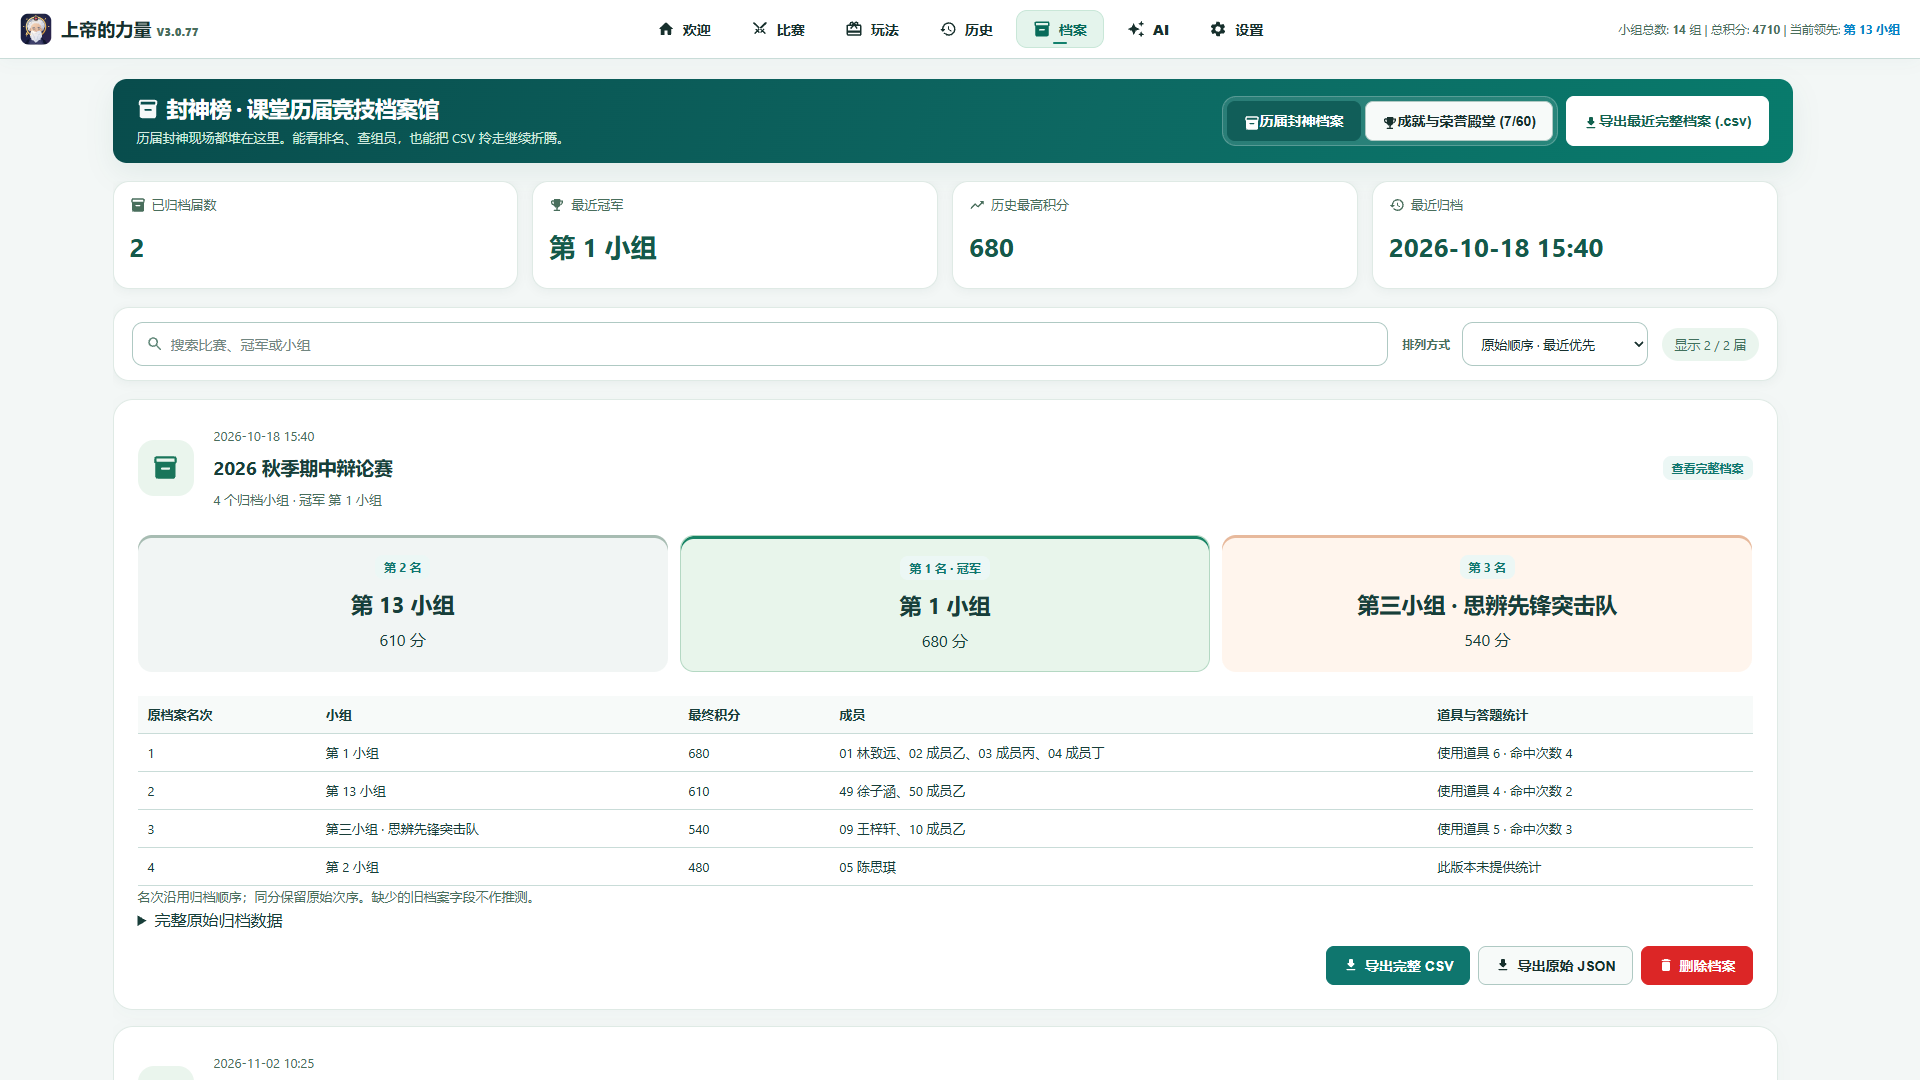 上帝的力量 V3.0.77
欢迎 比赛 玩法 历史 档案 AI 设置
小组总数: 14 组 | 总积分: 4710 | 当前领先: 第 13 小组
封神榜 · 课堂历届竞技档案馆
历届封神现场都堆在这里。能看排名、查组员，也能把 CSV 拎走继续折腾。
历届封神档案 成就与荣誉殿堂 (7/60) 导出最近完整档案 (.csv)
已归档届数
2
最近冠军
第 1 小组
历史最高积分
680
最近归档
2026-10-18 15:40
搜索比赛、冠军或小组
排列方式 原始顺序 · 最近优先 显示 2 / 2 届
2026-10-18 15:40
2026 秋季期中辩论赛
4 个归档小组 · 冠军 第 1 小组
查看完整档案
第 2 名
第 13 小组
610 分
第 1 名 · 冠军
第 1 小组
680 分
第 3 名
第三小组 · 思辨先锋突击队
540 分
原档案名次 小组 最终积分 成员 道具与答题统计
1 第 1 小组 680 01 林致远、02 成员乙、03 成员丙、04 成员丁 使用道具 6 · 命中次数 4
2 第 13 小组 610 49 徐子涵、50 成员乙 使用道具 4 · 命中次数 2
3 第三小组 · 思辨先锋突击队 540 09 王梓轩、10 成员乙 使用道具 5 · 命中次数 3
4 第 2 小组 480 05 陈思琪 此版本未提供统计
名次沿用归档顺序；同分保留原始次序。缺少的旧档案字段不作推测。
完整原始归档数据
导出完整 CSV 导出原始 JSON 删除档案
2026-11-02 10:25